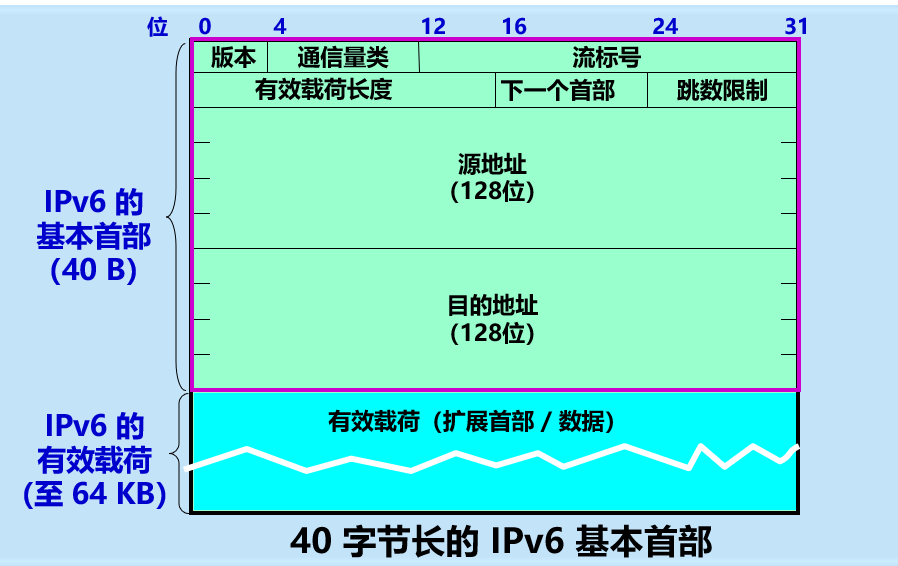 位 0 4 12 16 24 31
版本 通信量类 流标号
有效载荷长度 下一个首部 跳数限制
源地址
(128位)
IPv6 的
基本首部
(40 B)
目的地址
(128位)
有效载荷（扩展首部 / 数据）
IPv6 的
有效载荷
(至 64 KB)
40 字节长的 IPv6 基本首部